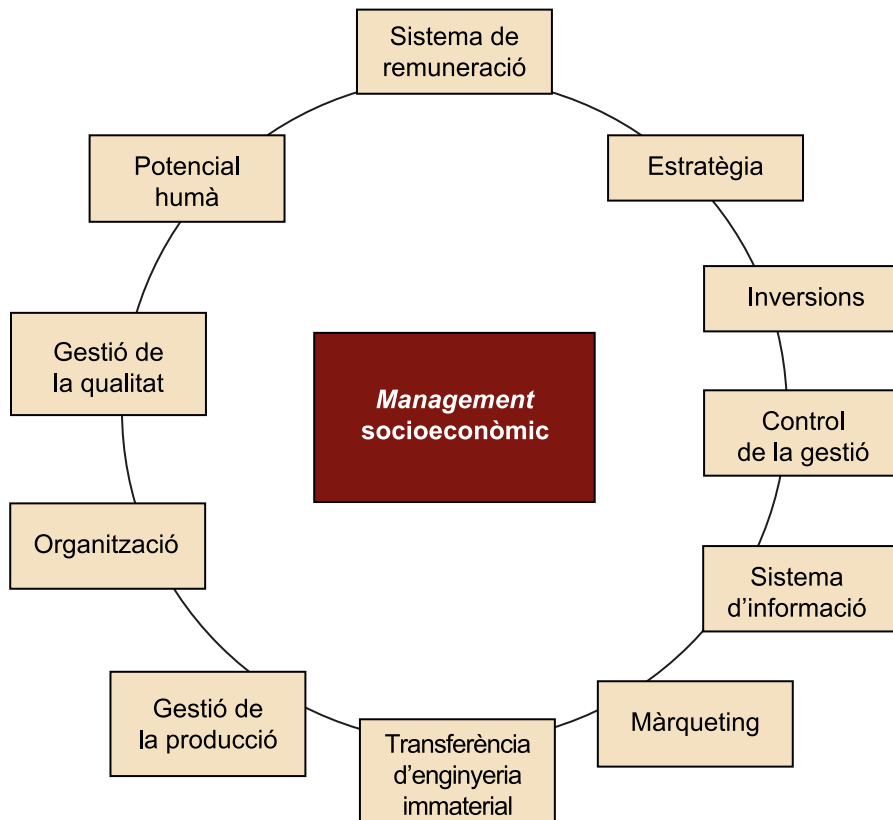 Sistema de
remuneració
Estratègia
Inversions
Control
de la gestió
Sistema
d’informació
Màrqueting
Transferència
d’enginyeria
immaterial
Gestió de
la producció
Organització
Gestió de
la qualitat
Potencial
humà
Management
socioeconòmic